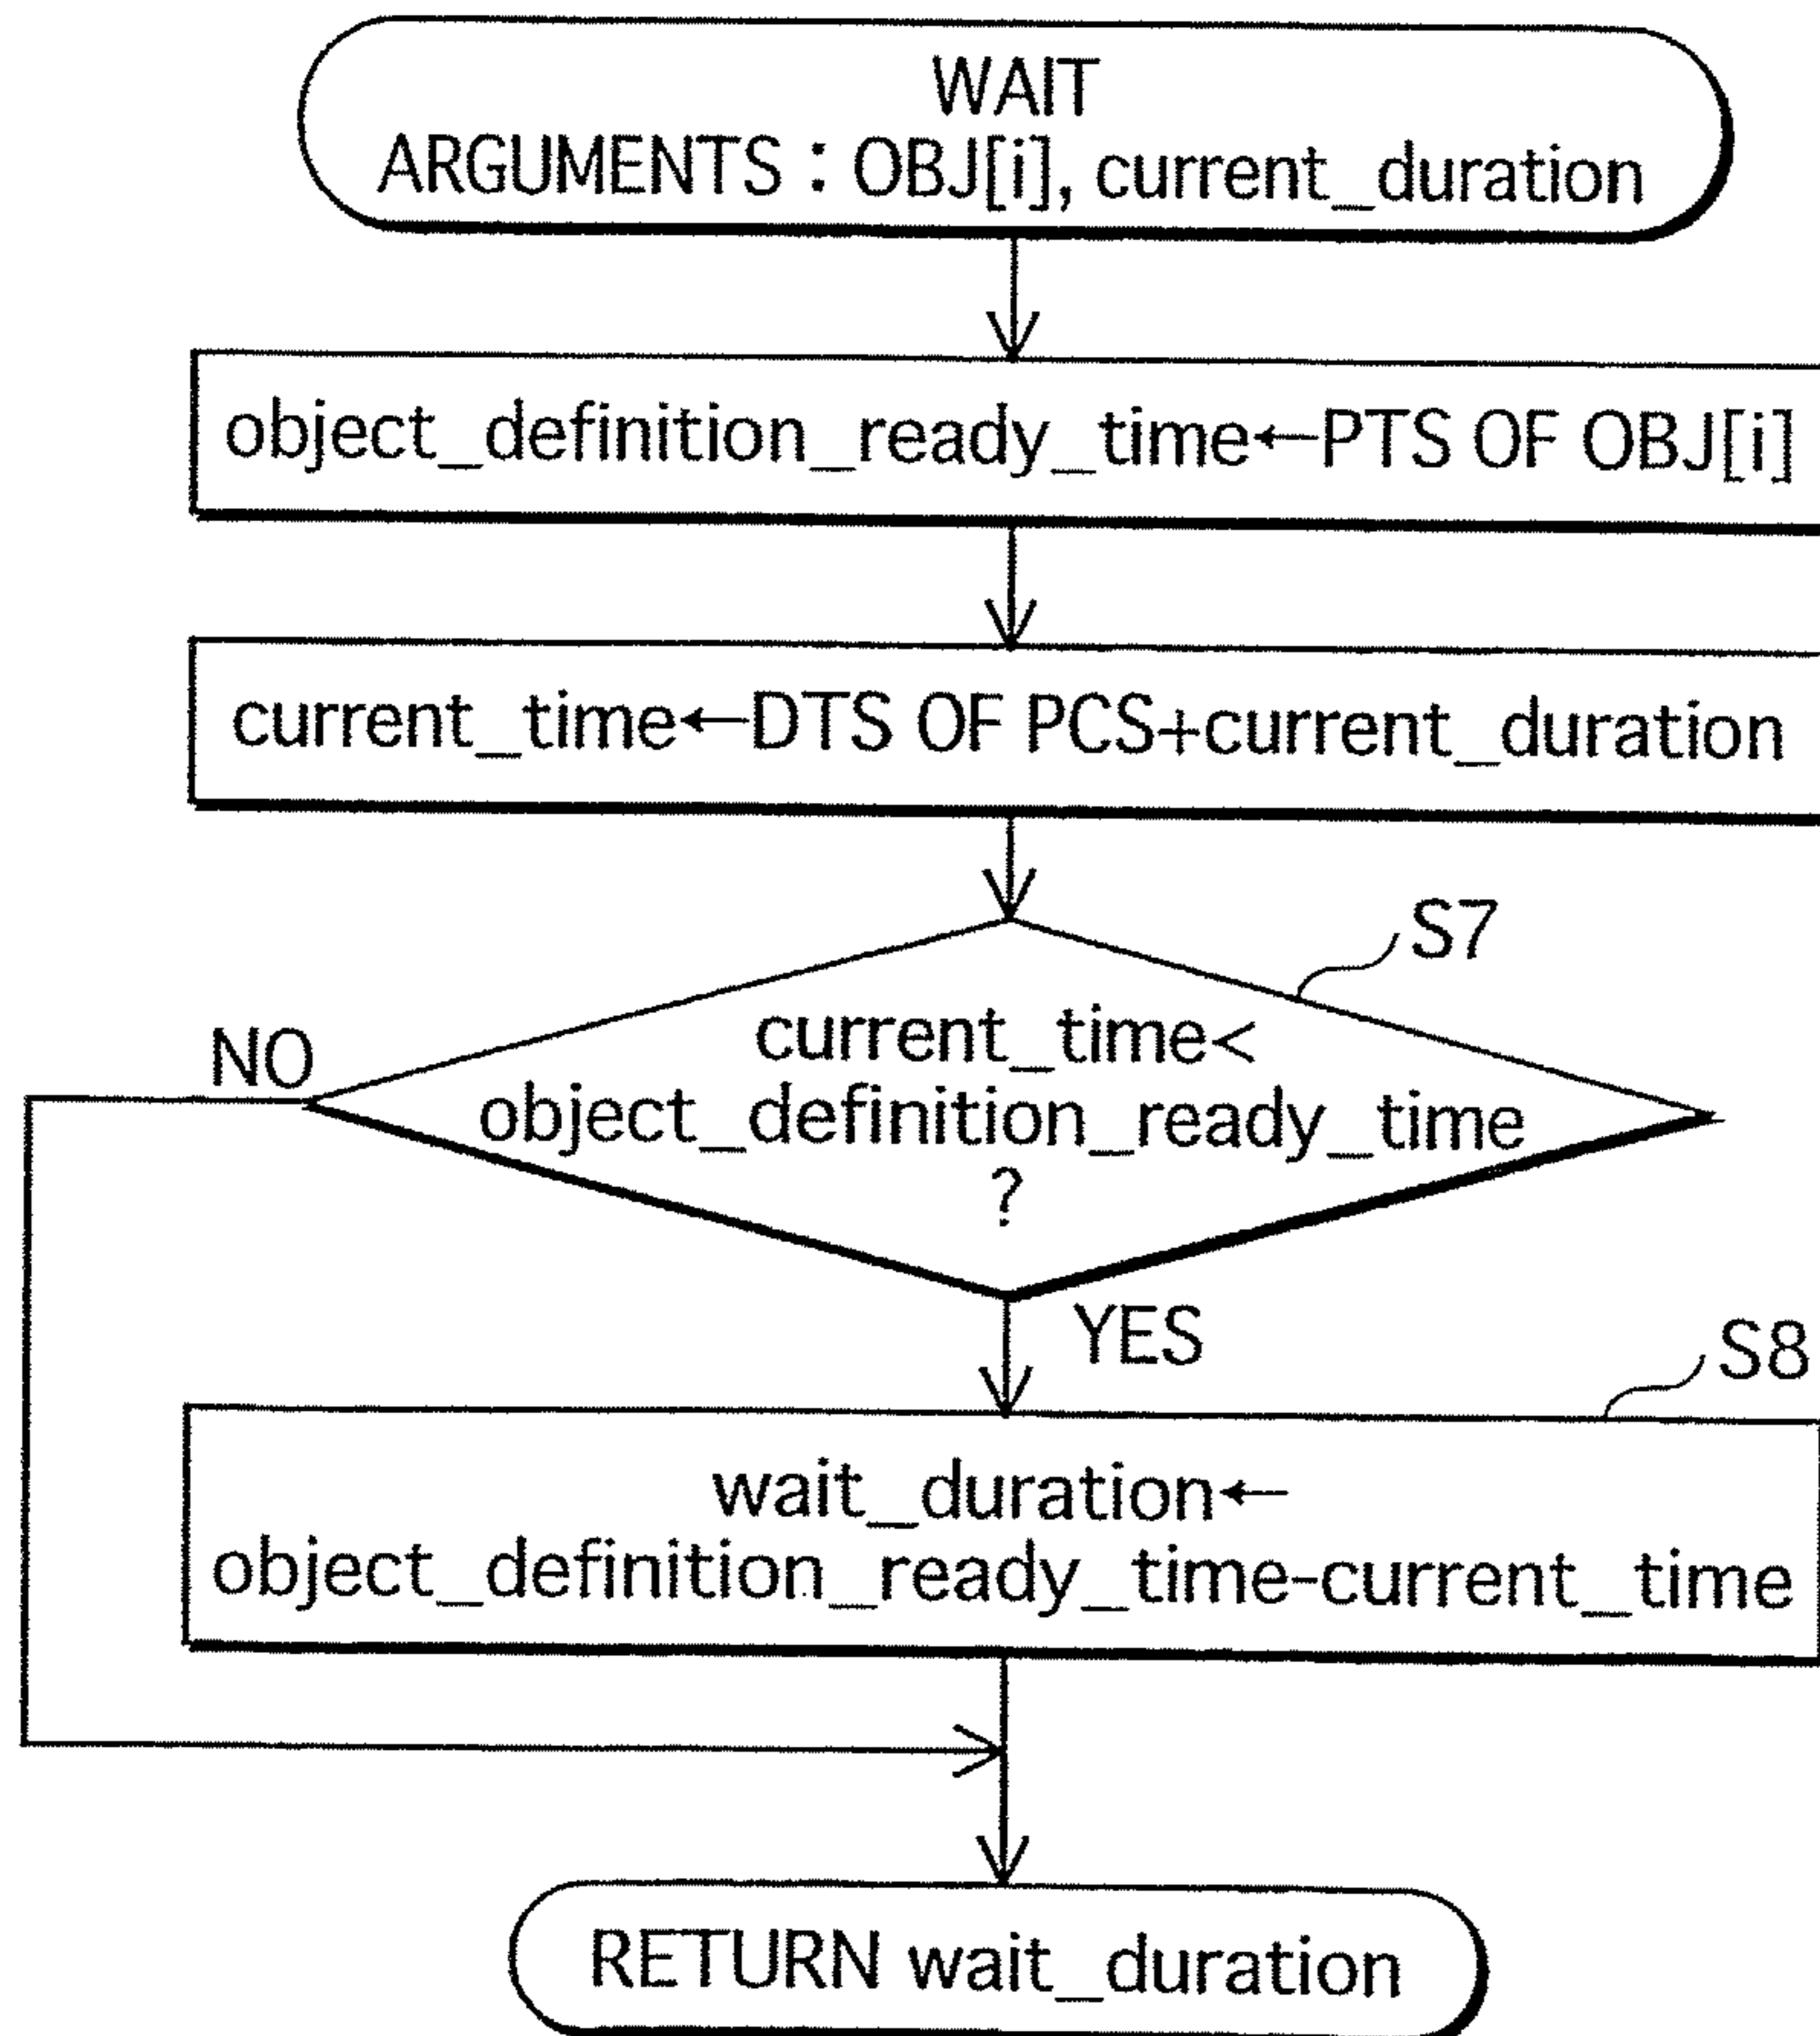 WAIT
ARGUMENTS : OBJ[i], current_duration
object_definition_ready_time←PTS OF OBJ[i]
current_time←DTS OF PCS+current_duration
S7
current_time<
NO
object_definition_ready_time
?
YES
S8
wait_duration←
object_definition_ready_time-current_time
RETURN wait_duration